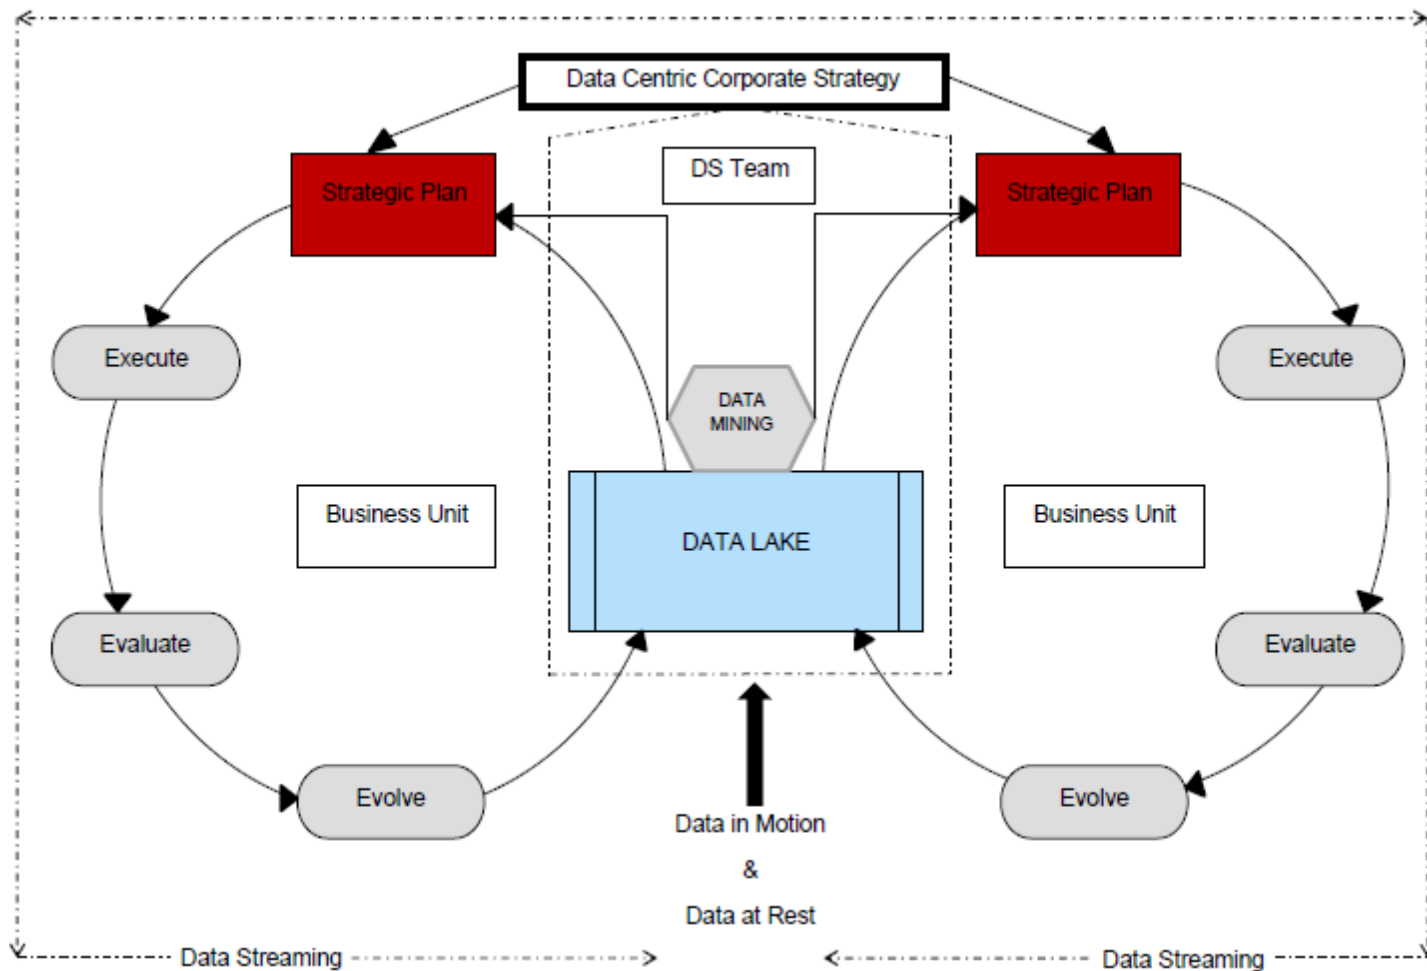 Data Centric Corporate Strategy
DS Team
Strategic Plan
Strategic Plan
Execute
Execute
DATA
MINING
Business Unit
DATA LAKE
Business Unit
Evaluate
Evaluate
Evolve
Evolve
Data in Motion
&
Data at Rest
Data Streaming
Data Streaming